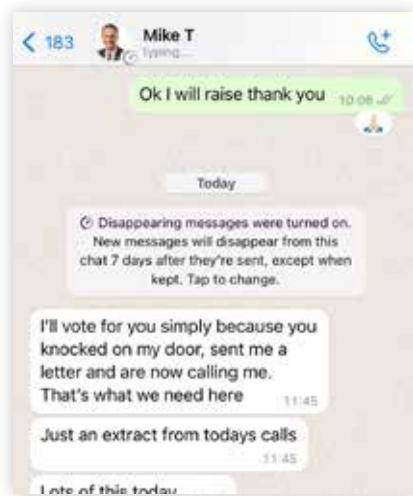 183
Mike T
typing...
Ok I will raise thank you
10:06
Today
Disappearing messages were turned on.
New messages will disappear from this
chat 7 days after they're sent, except when
kept. Tap to change.
I'll vote for you simply because you
knocked on my door, sent me a
letter and are now calling me.
That's what we need here
11:45
Just an extract from todays calls
11:45
Lots of this today